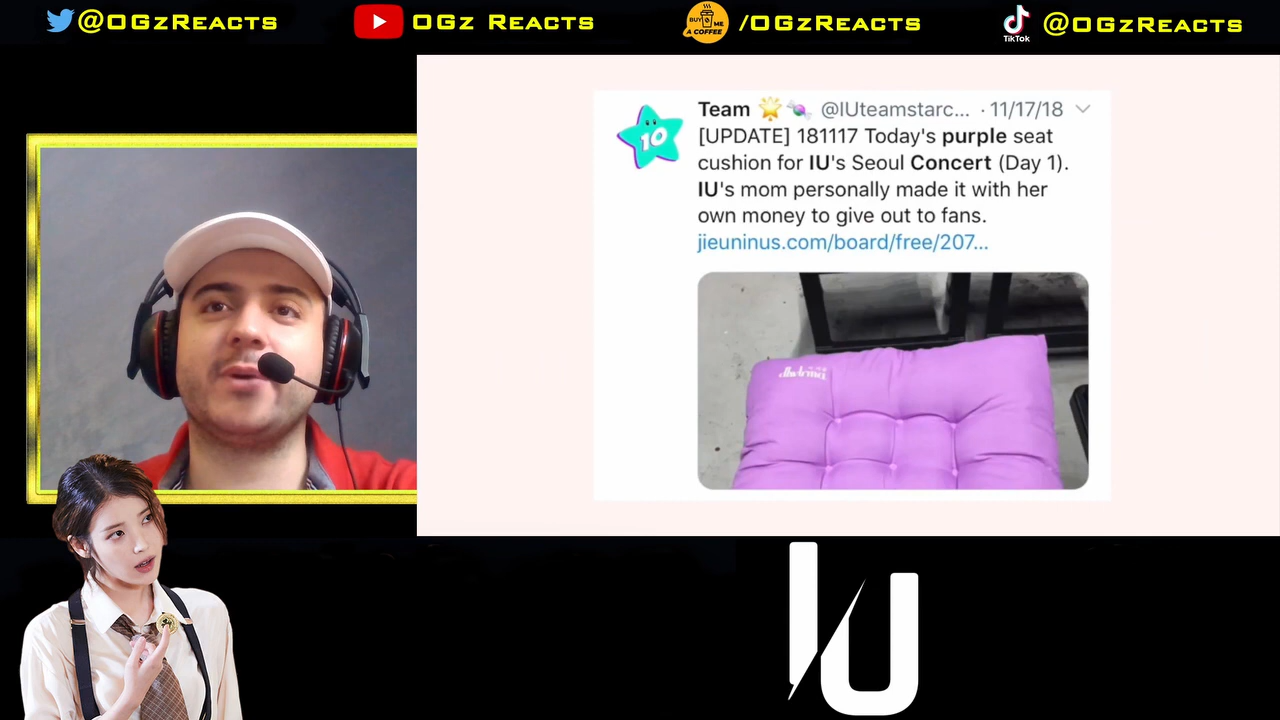 @OGzReacts
OGz Reacts
BUY ME
A COFFEE
/OGzReacts
TikTok
@OGzReacts
Team 🌟🍬 @IUteamstarc... · 11/17/18
10
[UPDATE] 181117 Today's purple seat
cushion for IU's Seoul Concert (Day 1).
IU's mom personally made it with her
own money to give out to fans.
jieuninus.com/board/free/207...
IU